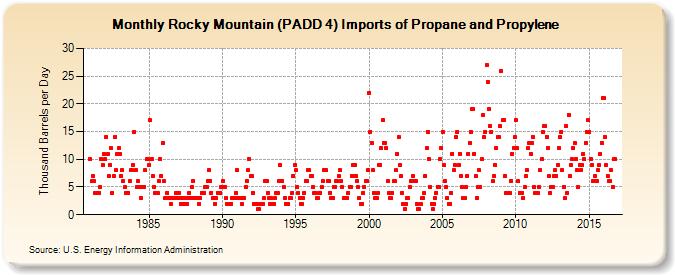 Monthly Rocky Mountain (PADD 4) Imports of Propane and Propylene
Thousand Barrels per Day
30
25
20
15
10
5
0
1985 1990 1995 2000 2005 2010 2015
Source: U.S. Energy Information Administration